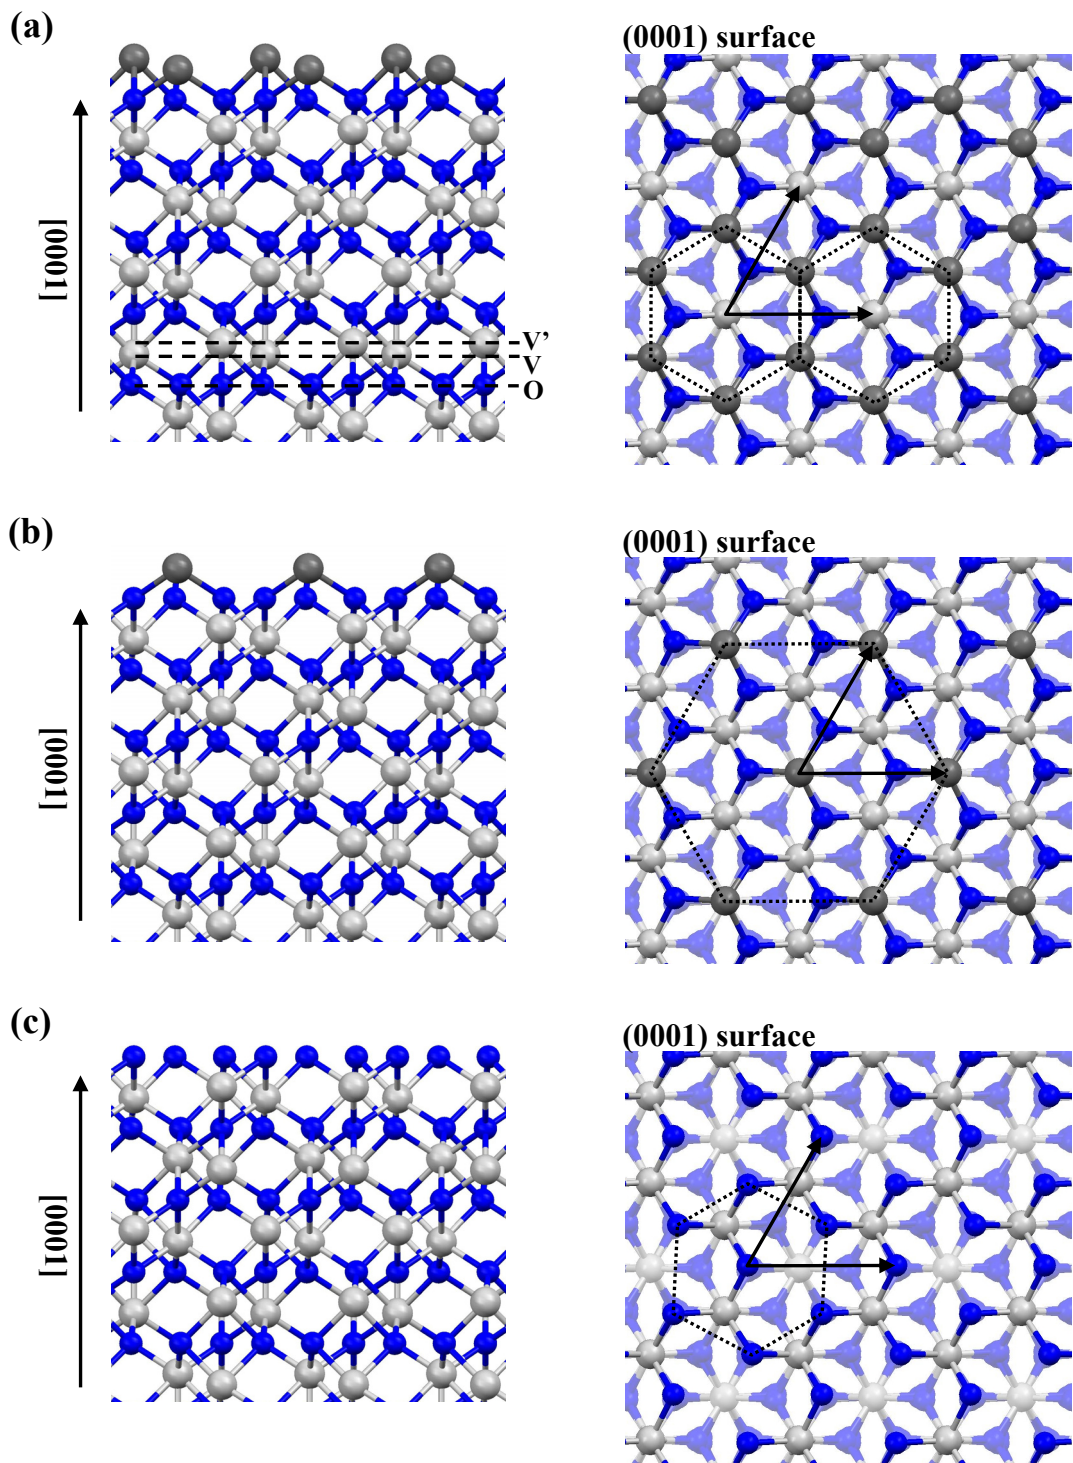 (a)
(0001) surface
[0001]
V'
V
O
(b)
(0001) surface
[0001]
(c)
(0001) surface
[0001]